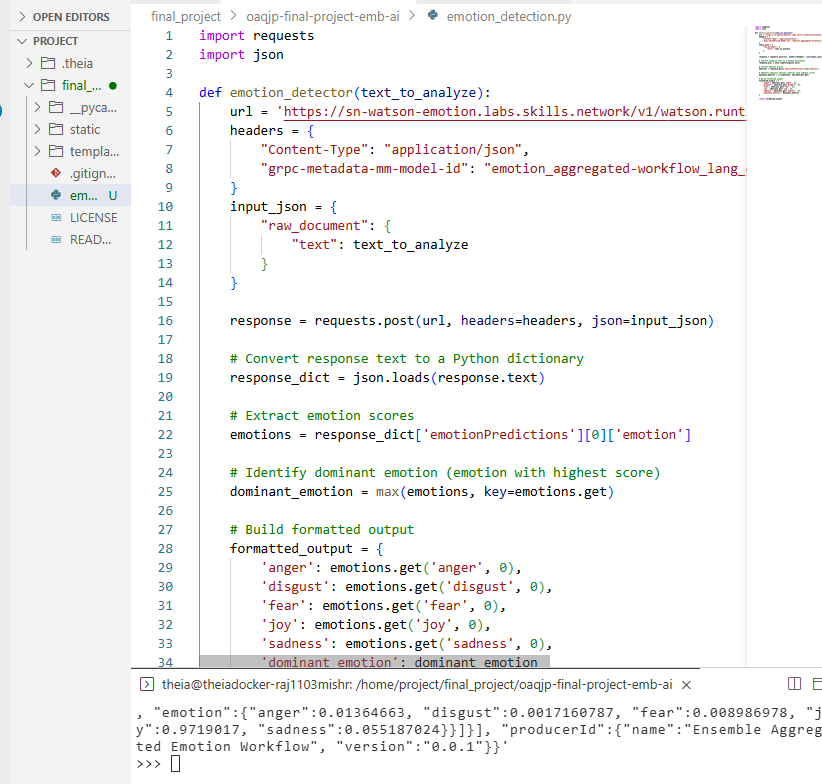 OPEN EDITORS
PROJECT
.theia
final_...
__pyca...
static
templa...
.gitign...
em... U
LICENSE
READ...
final_project > oaqjp-final-project-emb-ai > emotion_detection.py
1 import requests
2 import json
3
4 def emotion_detector(text_to_analyze):
5     url = 'https://sn-watson-emotion.labs.skills.network/v1/watson.runt
6     headers = {
7         "Content-Type": "application/json",
8         "grpc-metadata-mm-model-id": "emotion_aggregated-workflow_lang_
9     }
10     input_json = {
11         "raw_document": {
12             "text": text_to_analyze
13         }
14     }
15
16     response = requests.post(url, headers=headers, json=input_json)
17
18     # Convert response text to a Python dictionary
19     response_dict = json.loads(response.text)
20
21     # Extract emotion scores
22     emotions = response_dict['emotionPredictions'][0]['emotion']
23
24     # Identify dominant emotion (emotion with highest score)
25     dominant_emotion = max(emotions, key=emotions.get)
26
27     # Build formatted output
28     formatted_output = {
29         'anger': emotions.get('anger', 0),
30         'disgust': emotions.get('disgust', 0),
31         'fear': emotions.get('fear', 0),
32         'joy': emotions.get('joy', 0),
33         'sadness': emotions.get('sadness', 0),
34         'dominant_emotion': dominant_emotion
theia@theiadocker-raj1103mishr: /home/project/final_project/oaqjp-final-project-emb-ai ×
, "emotion":{"anger":0.01364663, "disgust":0.0017160787, "fear":0.008986978, "j
y":0.9719017, "sadness":0.055187024}}]}], "producerId":{"name":"Ensemble Aggreg
ted Emotion Workflow", "version":"0.0.1"}}'
>>>